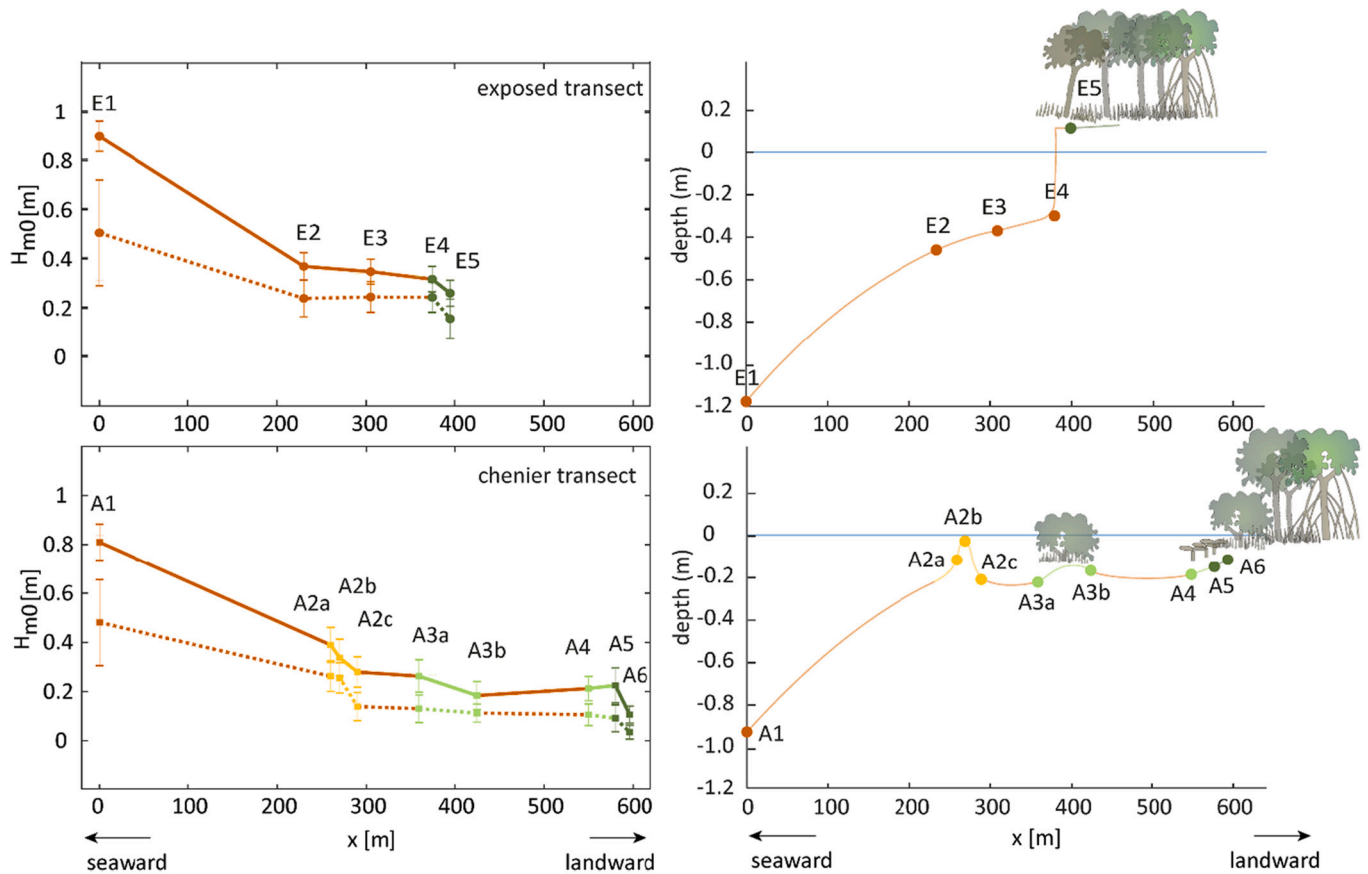 exposed transect
H_m0 [m]
1
0.8
0.6
0.4
0.2
0
E1
E2
E3
E4
E5
0 100 200 300 400 500 600
depth (m)
0.2
0
-0.2
-0.4
-0.6
-0.8
-1.0
-1.2
E1
E2
E3
E4
E5
0 100 200 300 400 500 600
chenier transect
H_m0 [m]
1
0.8
0.6
0.4
0.2
0
A1
A2a
A2b
A2c
A3a
A3b
A4
A5
A6
0 100 200 300 400 500 600
x [m]
seaward
landward
depth (m)
0.2
0
-0.2
-0.4
-0.6
-0.8
-1.0
-1.2
A1
A2a
A2b
A2c
A3a
A3b
A4
A5
A6
0 100 200 300 400 500 600
x [m]
seaward
landward